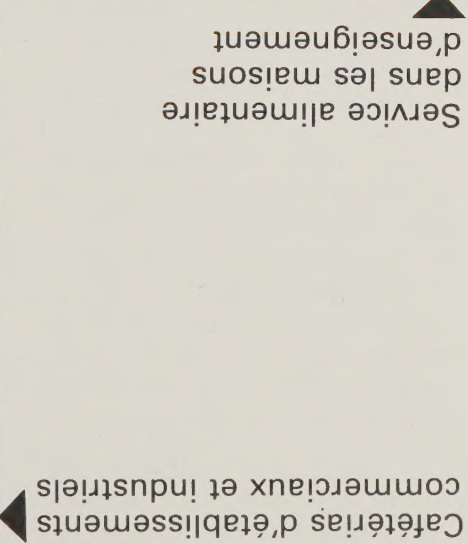 Cafétérias d'établissements
commerciaux et industriels
Service alimentaire
dans les maisons
d'enseignement